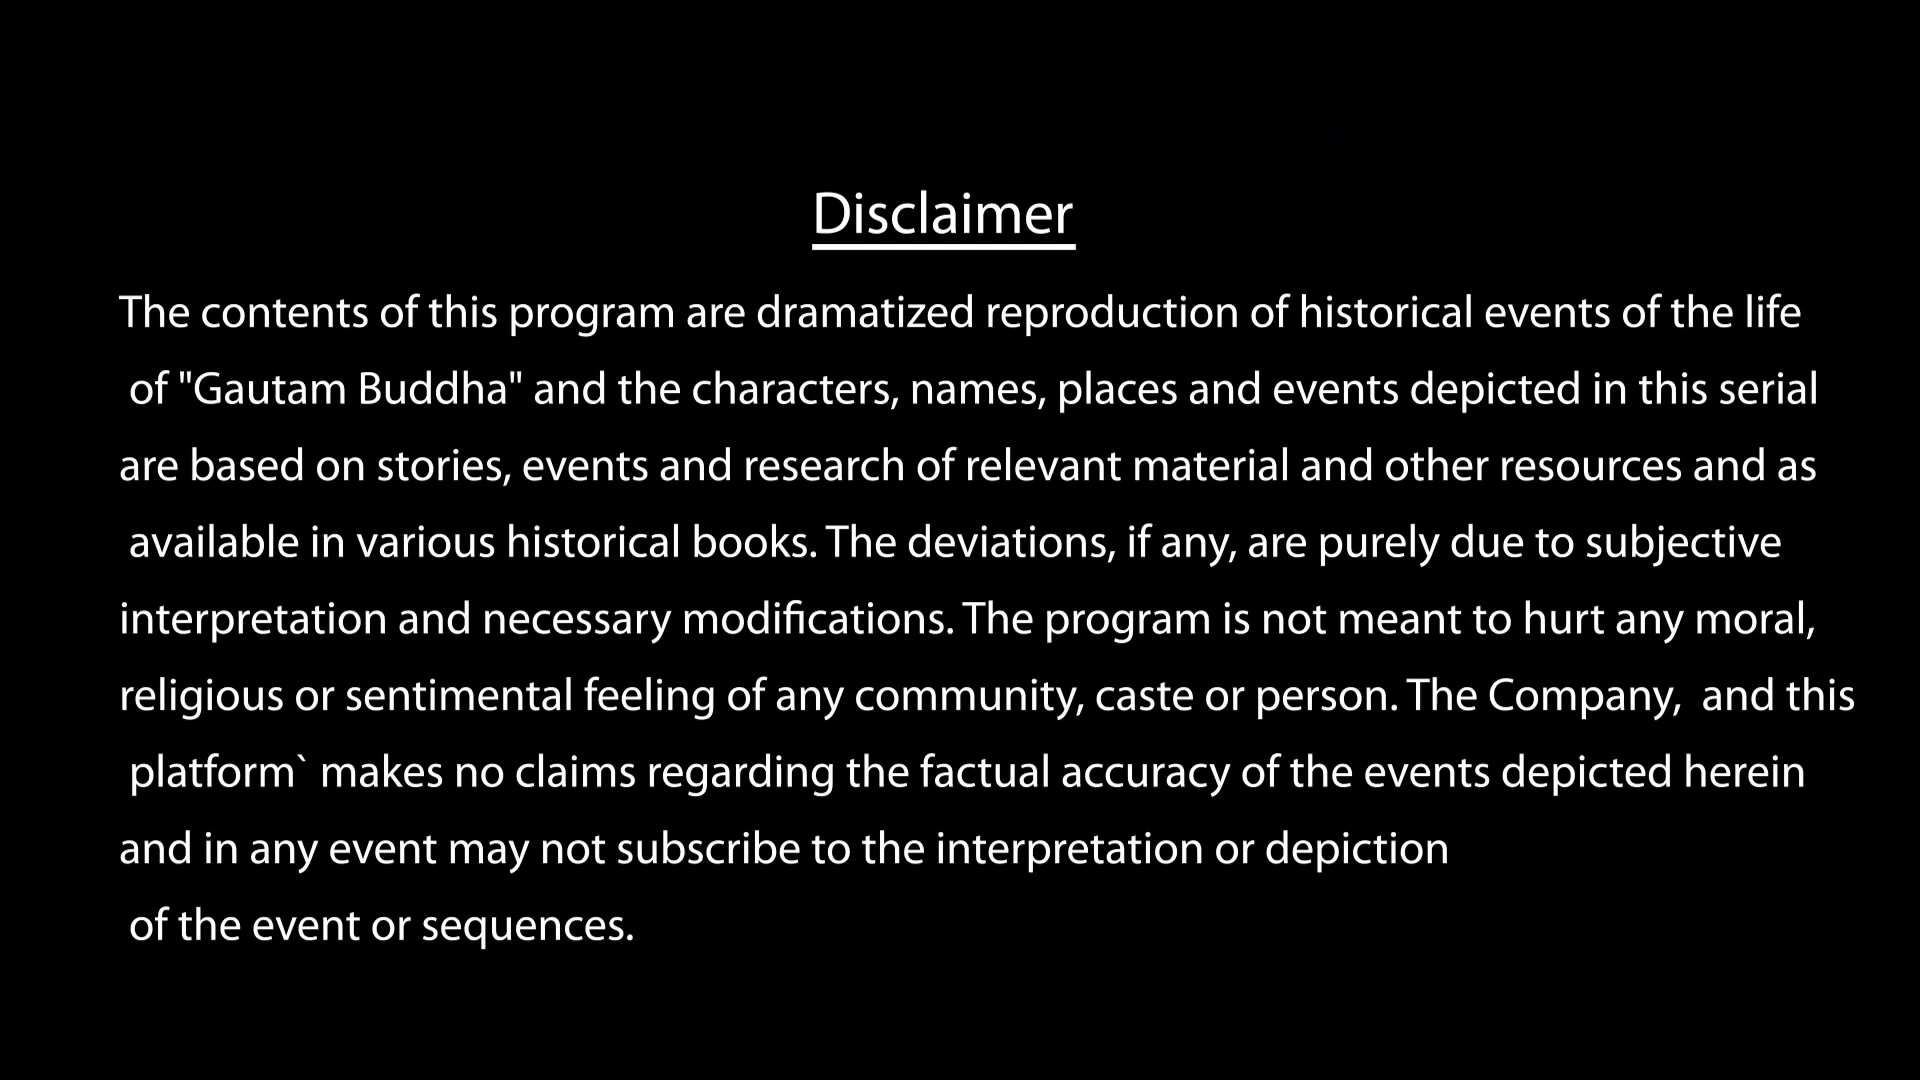 Disclaimer
The contents of this program are dramatized reproduction of historical events of the life
of "Gautam Buddha" and the characters, names, places and events depicted in this serial
are based on stories, events and research of relevant material and other resources and as
available in various historical books. The deviations, if any, are purely due to subjective
interpretation and necessary modifications. The program is not meant to hurt any moral,
religious or sentimental feeling of any community, caste or person. The Company,  and this
platform` makes no claims regarding the factual accuracy of the events depicted herein
and in any event may not subscribe to the interpretation or depiction
of the event or sequences.